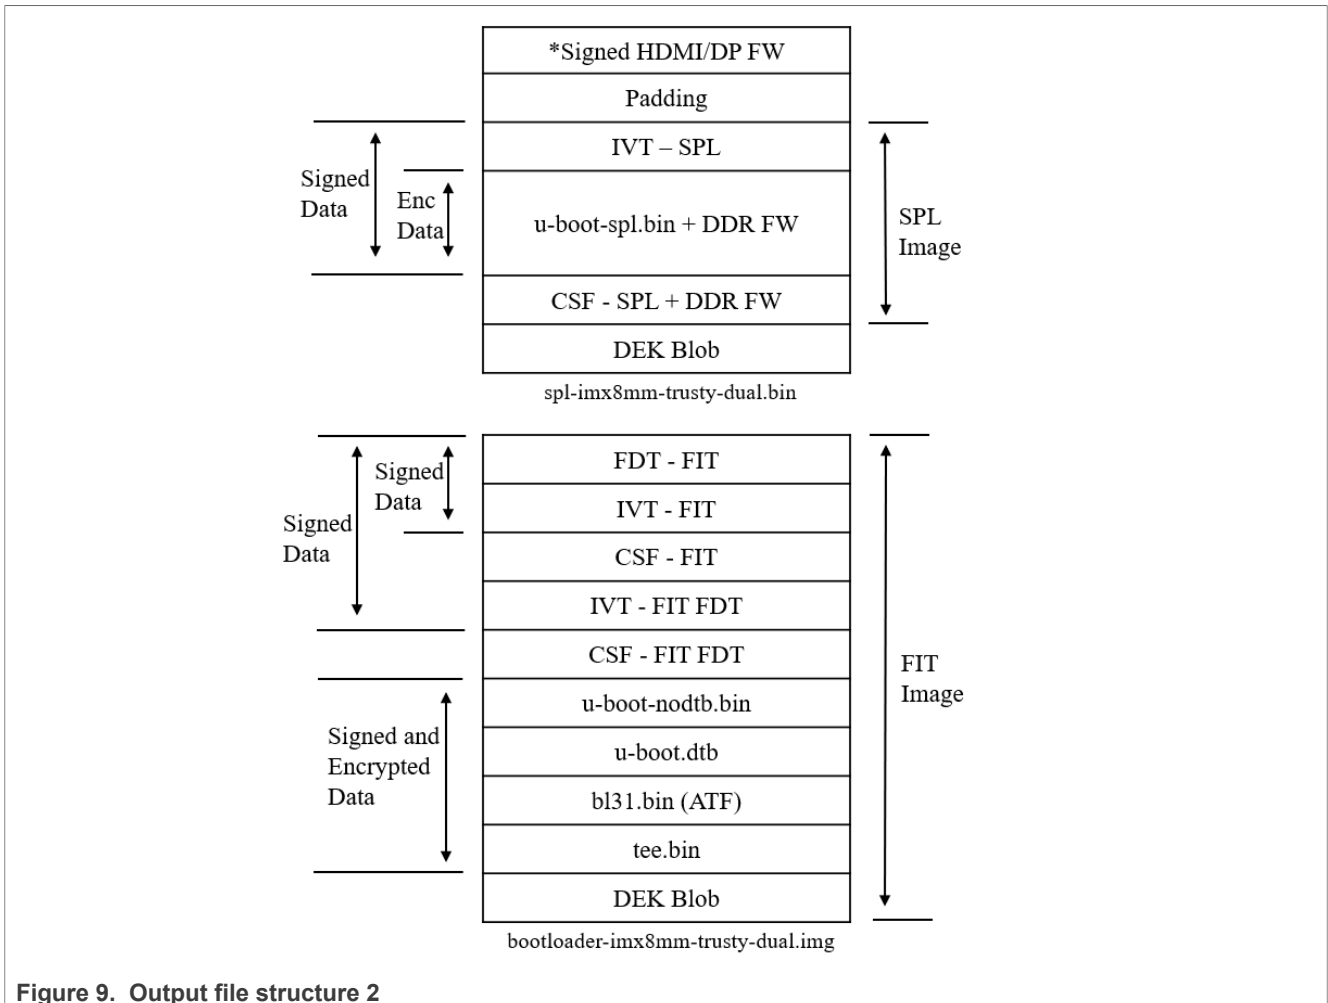 *Signed HDMI/DP FW
Padding
IVT – SPL
Signed
Data
Enc
Data
u-boot-spl.bin + DDR FW
SPL
Image
CSF - SPL + DDR FW
DEK Blob
spl-imx8mm-trusty-dual.bin
FDT - FIT
Signed
Data
IVT - FIT
Signed
Data
CSF - FIT
IVT - FIT FDT
CSF - FIT FDT
FIT
Image
u-boot-nodtb.bin
Signed and
Encrypted
Data
u-boot.dtb
bl31.bin (ATF)
tee.bin
DEK Blob
bootloader-imx8mm-trusty-dual.img
Figure 9. Output file structure 2